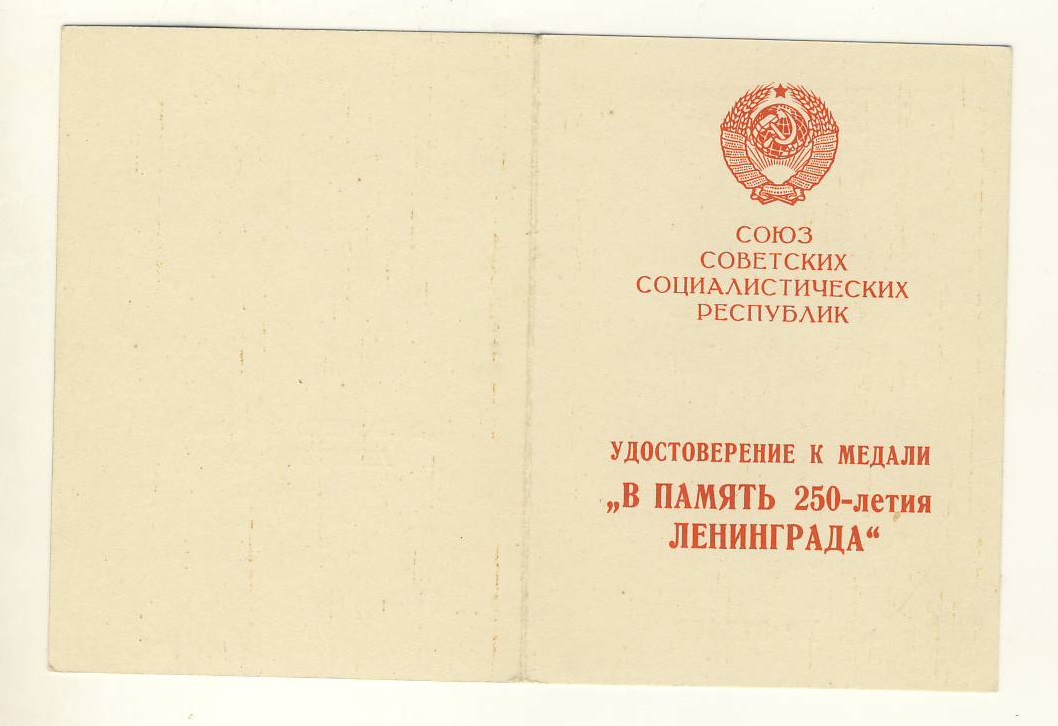 СОЮЗ
СОВЕТСКИХ
СОЦИАЛИСТИЧЕСКИХ
РЕСПУБЛИК
УДОСТОВЕРЕНИЕ К МЕДАЛИ
„В ПАМЯТЬ 250-летия
ЛЕНИНГРАДА“